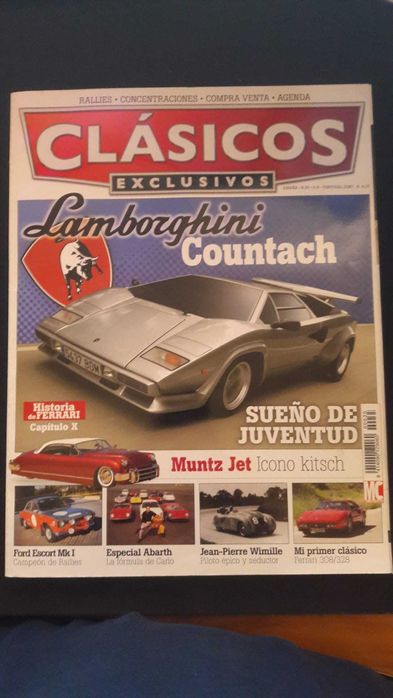 RALLIES · CONCENTRACIONES · COMPRA VENTA · AGENDA
CLÁSICOS
EXCLUSIVOS
Lamborghini
Countach
Historia
de FERRARI
Capítulo X
SUEÑO DE
JUVENTUD
Muntz Jet Icono kitsch
MC
Ford Escort Mk I
Campeón de Rallies
Especial Abarth
La fórmula de Carlo
Jean-Pierre Wimille
Piloto épico y seductor
Mi primer clásico
Ferrari 308/328